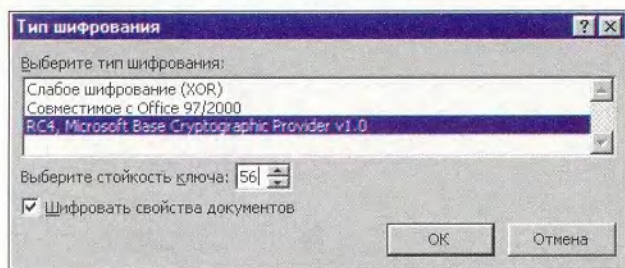 Тип шифрования
Выберите тип шифрования:
Слабое шифрование (XOR)
Совместимое с Office 97/2000
RC4, Microsoft Base Cryptographic Provider v1.0
Выберите стойкость ключа: 56
Шифровать свойства документов
ОК Отмена